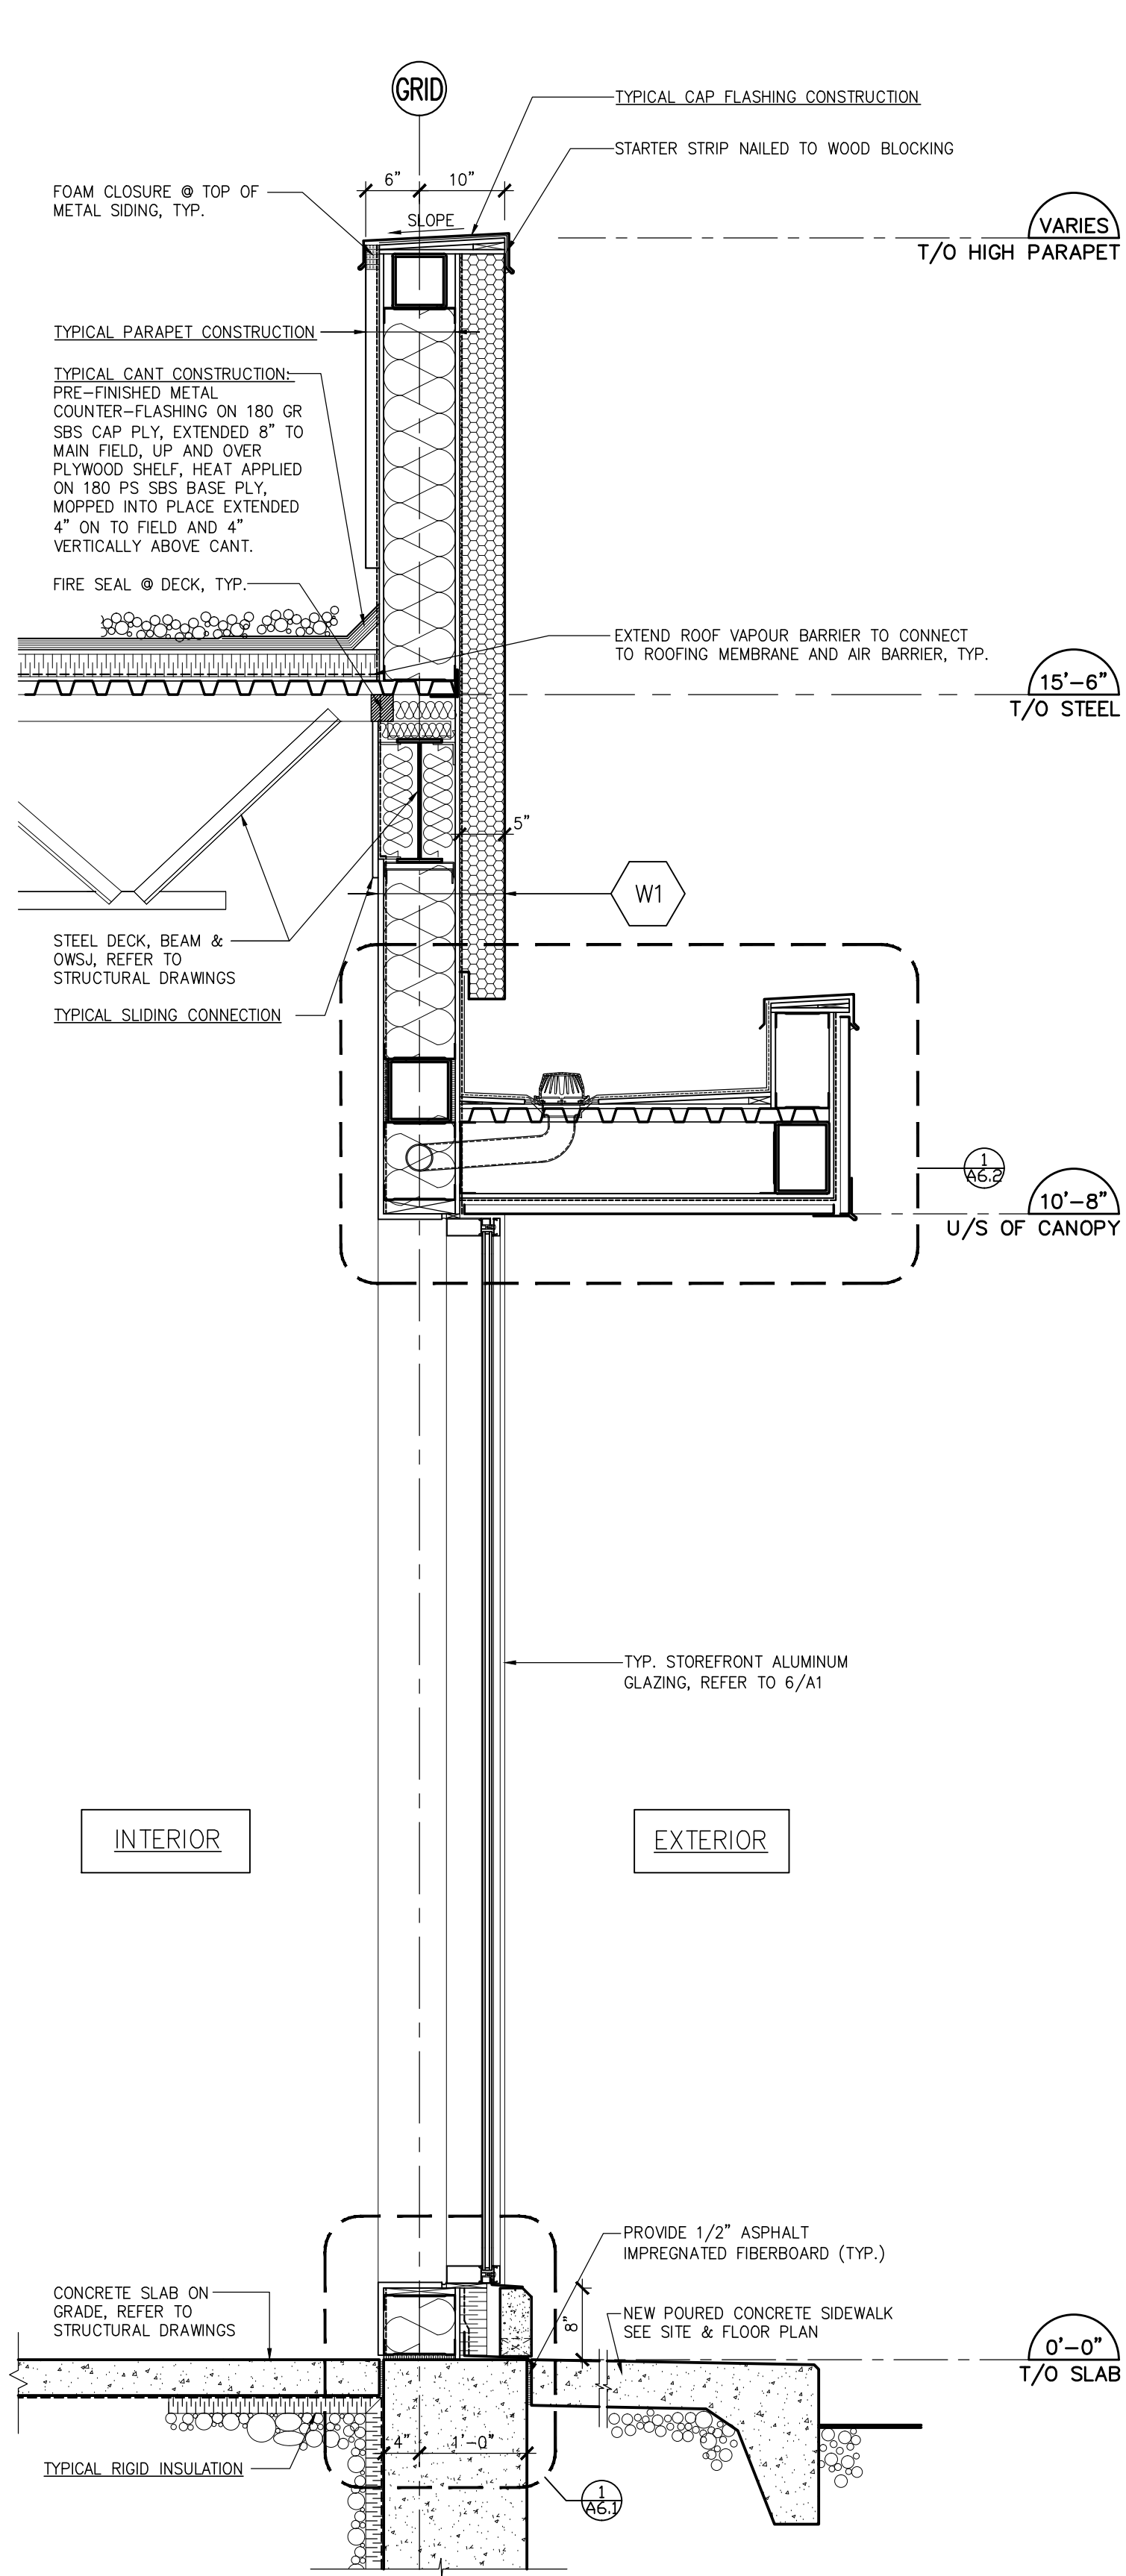 GRID
TYPICAL CAP FLASHING CONSTRUCTION
STARTER STRIP NAILED TO WOOD BLOCKING
6" 10"
FOAM CLOSURE @ TOP OF
METAL SIDING, TYP.
SLOPE
VARIES
T/O HIGH PARAPET
TYPICAL PARAPET CONSTRUCTION
TYPICAL CANT CONSTRUCTION:
PRE-FINISHED METAL
COUNTER-FLASHING ON 180 GR
SBS CAP PLY, EXTENDED 8" TO
MAIN FIELD, UP AND OVER
PLYWOOD SHELF, HEAT APPLIED
ON 180 PS SBS BASE PLY,
MOPPED INTO PLACE EXTENDED
4" ON TO FIELD AND 4"
VERTICALLY ABOVE CANT.
FIRE SEAL @ DECK, TYP.
EXTEND ROOF VAPOUR BARRIER TO CONNECT
TO ROOFING MEMBRANE AND AIR BARRIER, TYP.
15'-6"
T/O STEEL
5"
W1
STEEL DECK, BEAM &
OWSJ, REFER TO
STRUCTURAL DRAWINGS
TYPICAL SLIDING CONNECTION
1
A6.2
10'-8"
U/S OF CANOPY
TYP. STOREFRONT ALUMINUM
GLAZING, REFER TO 6/A1
INTERIOR
EXTERIOR
PROVIDE 1/2" ASPHALT
IMPREGNATED FIBERBOARD (TYP.)
CONCRETE SLAB ON
GRADE, REFER TO
STRUCTURAL DRAWINGS
8"
NEW POURED CONCRETE SIDEWALK
SEE SITE & FLOOR PLAN
0'-0"
T/O SLAB
4" 1'-0"
TYPICAL RIGID INSULATION
1
A6.1